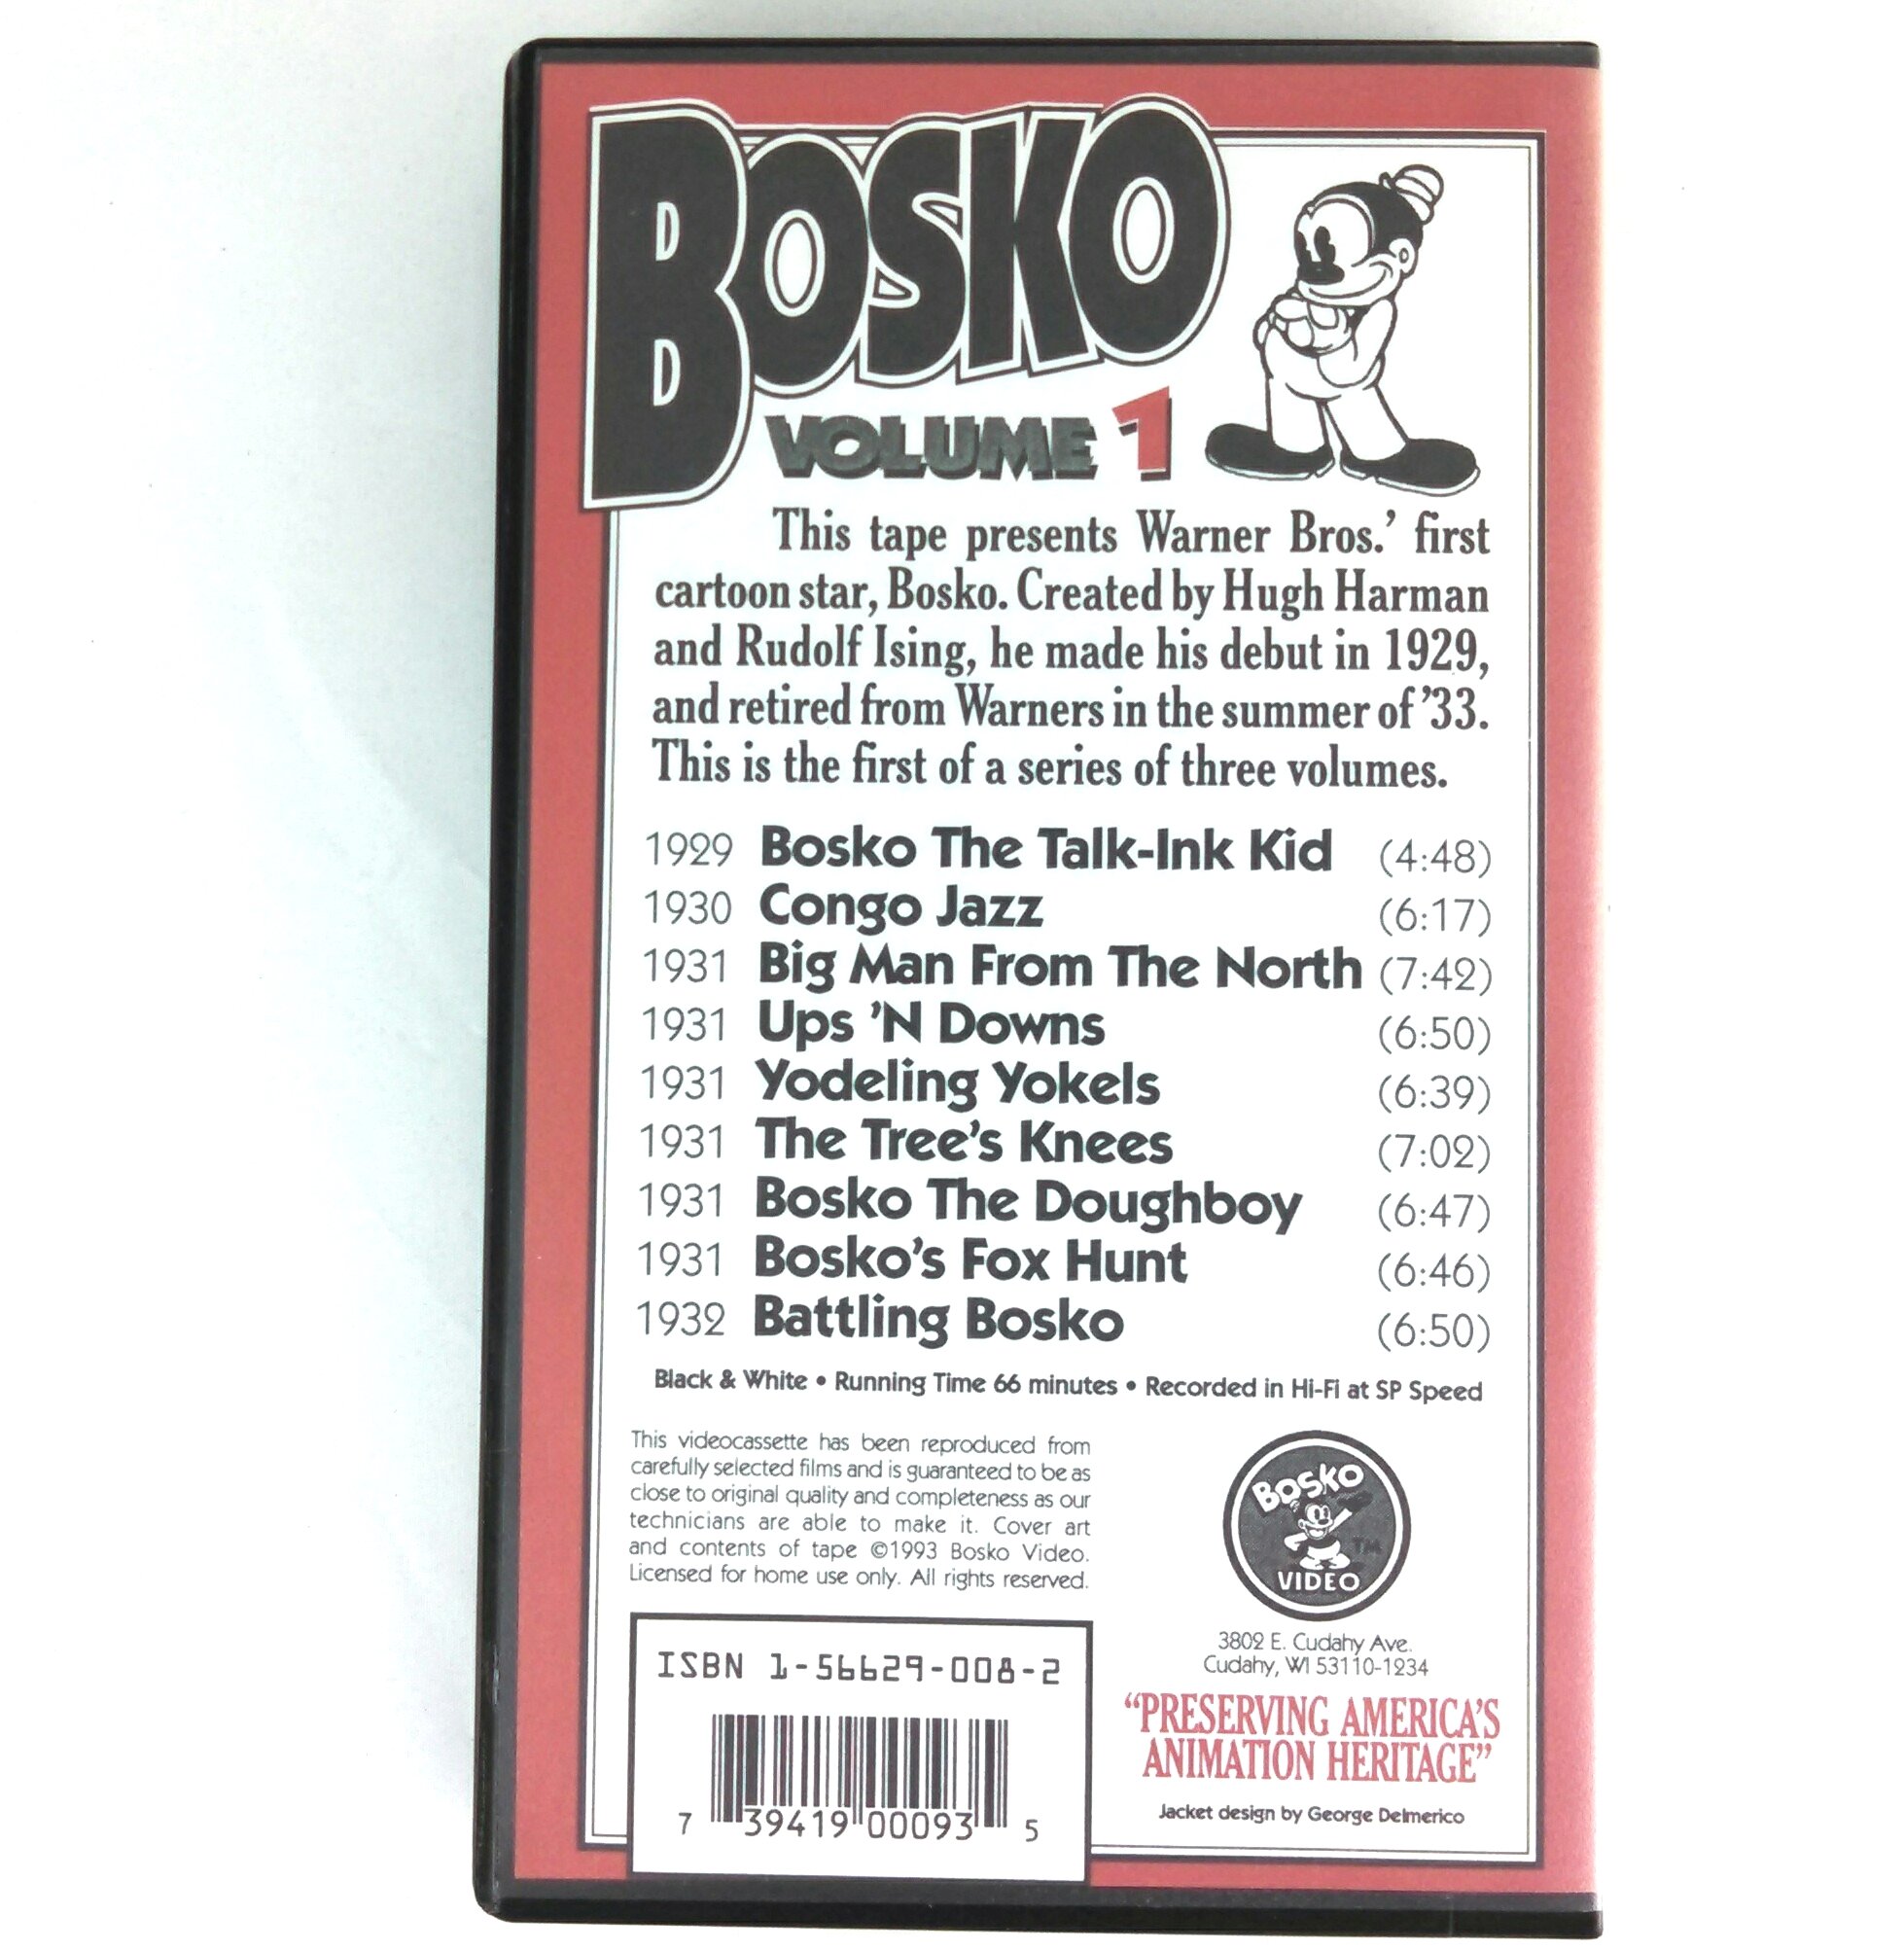 BOSKO
VOLUME 1
This tape presents Warner Bros.' first
cartoon star, Bosko. Created by Hugh Harman
and Rudolf Ising, he made his debut in 1929,
and retired from Warners in the summer of '33.
This is the first of a series of three volumes.
1929 Bosko The Talk-Ink Kid (4:48)
1930 Congo Jazz (6:17)
1931 Big Man From The North (7:42)
1931 Ups 'N Downs (6:50)
1931 Yodeling Yokels (6:39)
1931 The Tree's Knees (7:02)
1931 Bosko The Doughboy (6:47)
1931 Bosko's Fox Hunt (6:46)
1932 Battling Bosko (6:50)
Black & White • Running Time 66 minutes • Recorded in Hi-Fi at SP Speed
This videocassette has been reproduced from
carefully selected films and is guaranteed to be as
close to original quality and completeness as our
technicians are able to make it. Cover art
and contents of tape ©1993 Bosko Video.
Licensed for home use only. All rights reserved.
BOSKO
TM
VIDEO
3802 E. Cudahy Ave.
Cudahy, WI 53110-1234
"PRESERVING AMERICA'S
ANIMATION HERITAGE"
Jacket design by George Delmerico
ISBN 1-56629-008-2
7 39419 00093 5